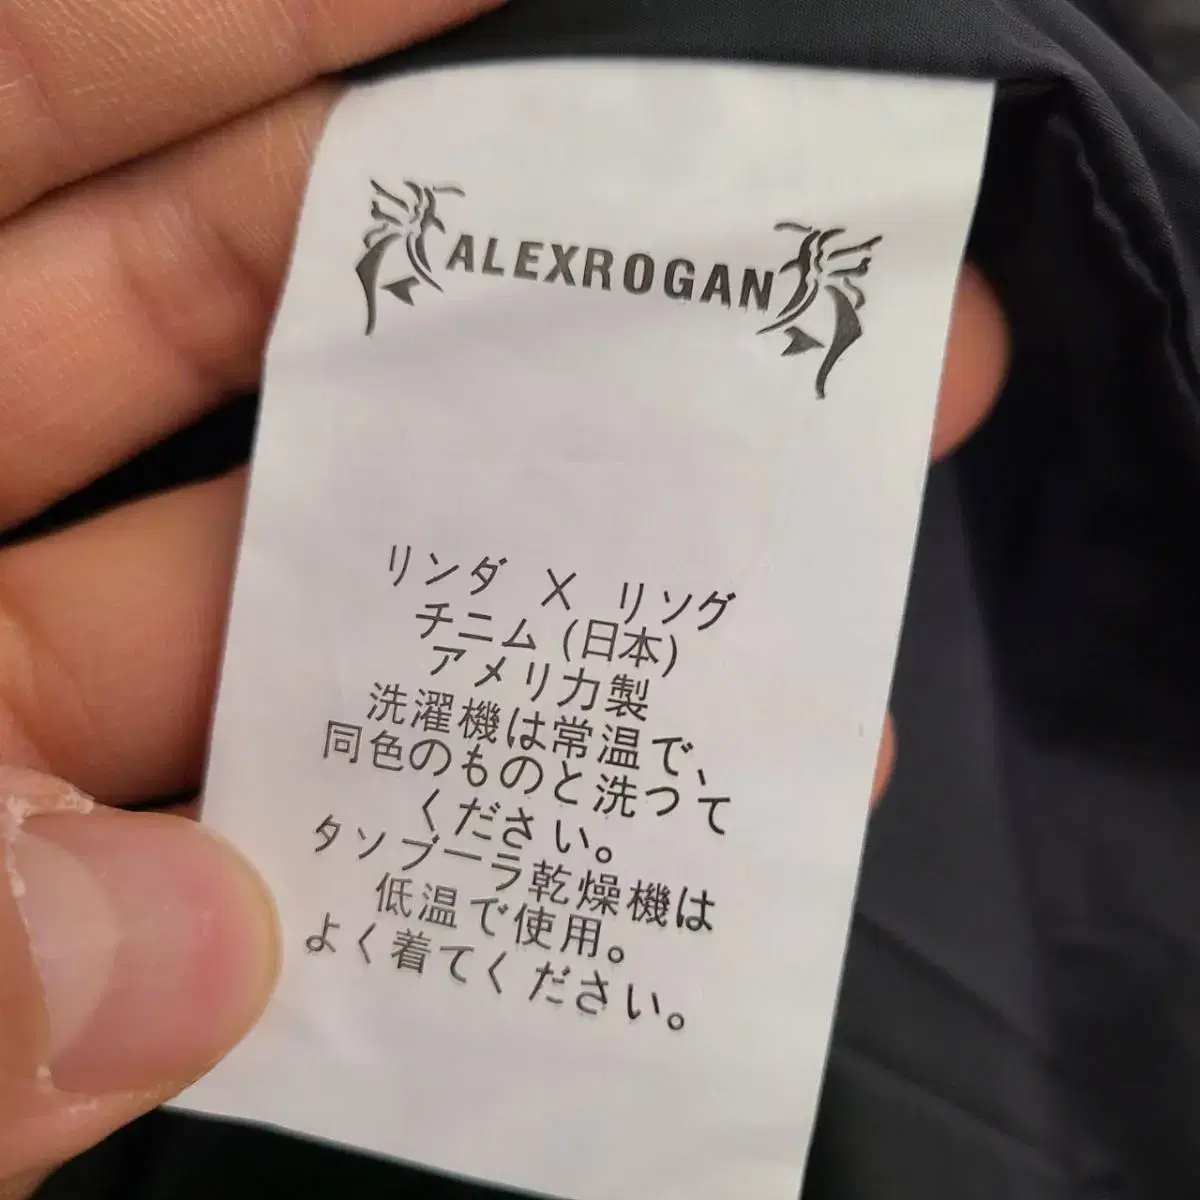 ALEXROGAN
リンダ X リング
チニム (日本)
アメリカ製
洗濯機は常温で、
同色のものと洗つて
ください。
タソブーラ乾燥機は
低温で使用。
よく着てください。